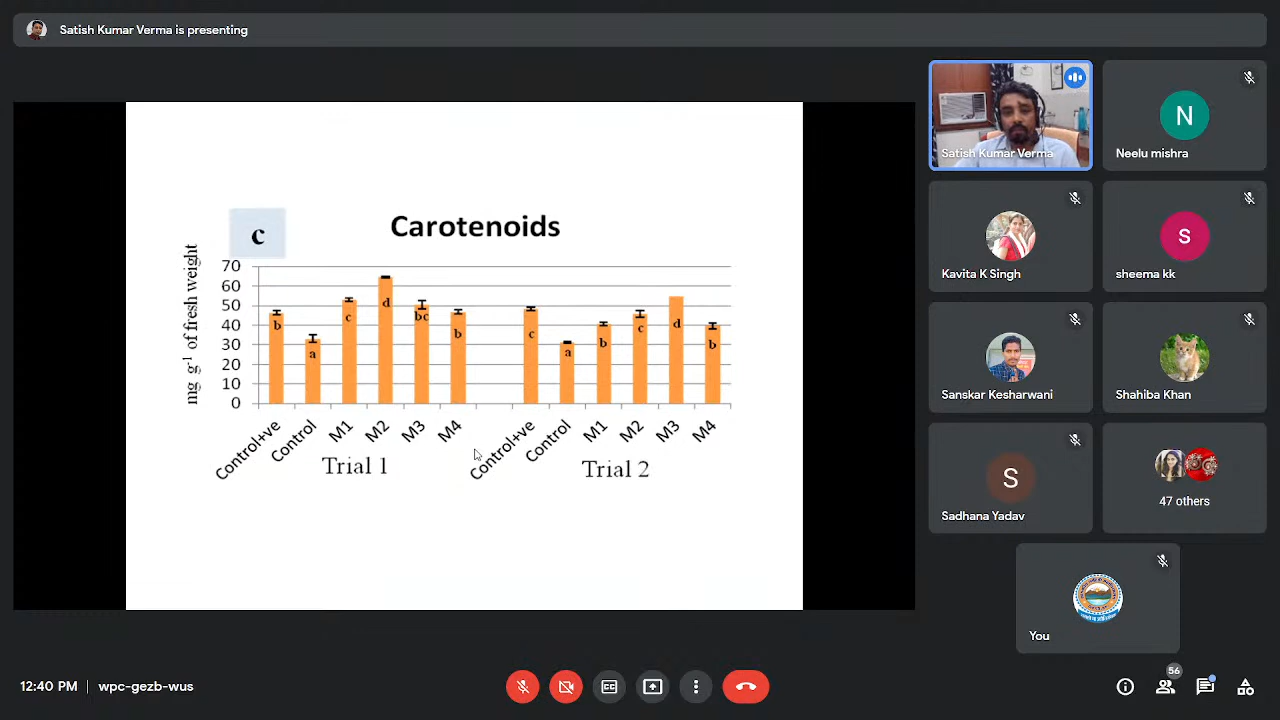 Satish Kumar Verma is presenting
c
Carotenoids
mg g-1 of fresh weight
70
60
50
40
30
20
10
0
b
a
c
d
bc
b
c
a
b
c
d
b
Control+ve
Control
M1
M2
M3
M4
Control+ve
Control
M1
M2
M3
M4
Trial 1
Trial 2
Satish Kumar Verma
N
Neelu mishra
Kavita K Singh
S
sheema kk
Sanskar Kesharwani
Shahiba Khan
S
Sadhana Yadav
47 others
You
12:40 PM | wpc-gezb-wus
CC
56